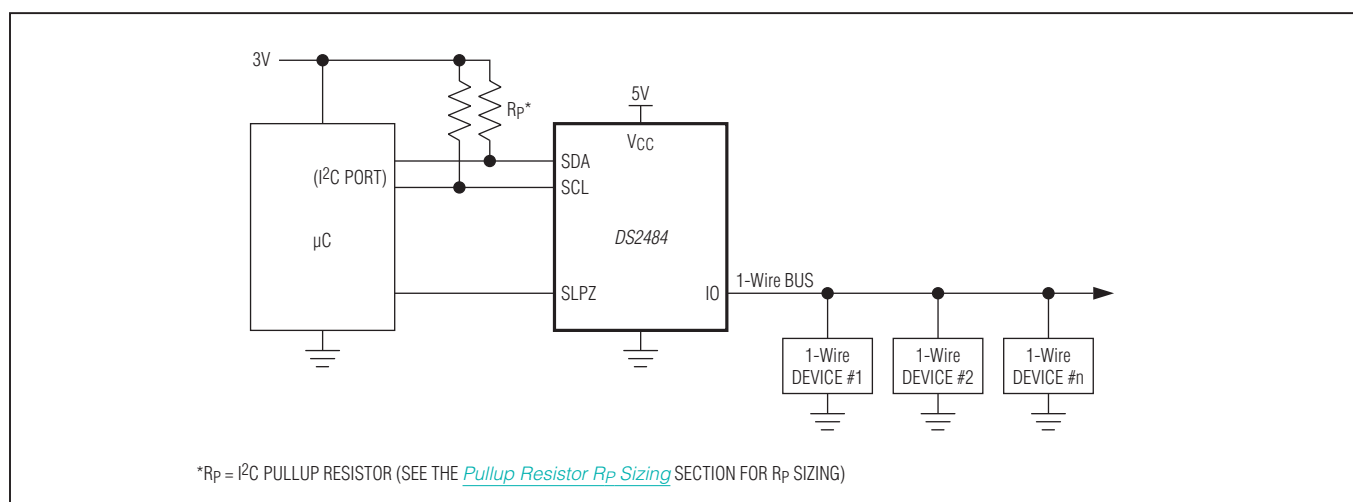 3V
RP*
5V
VCC
SDA
(I²C PORT)
SCL
µC
DS2484
SLPZ
IO
1-Wire BUS
1-Wire
DEVICE #1
1-Wire
DEVICE #2
1-Wire
DEVICE #n
*RP = I²C PULLUP RESISTOR (SEE THE Pullup Resistor RP Sizing SECTION FOR RP SIZING)